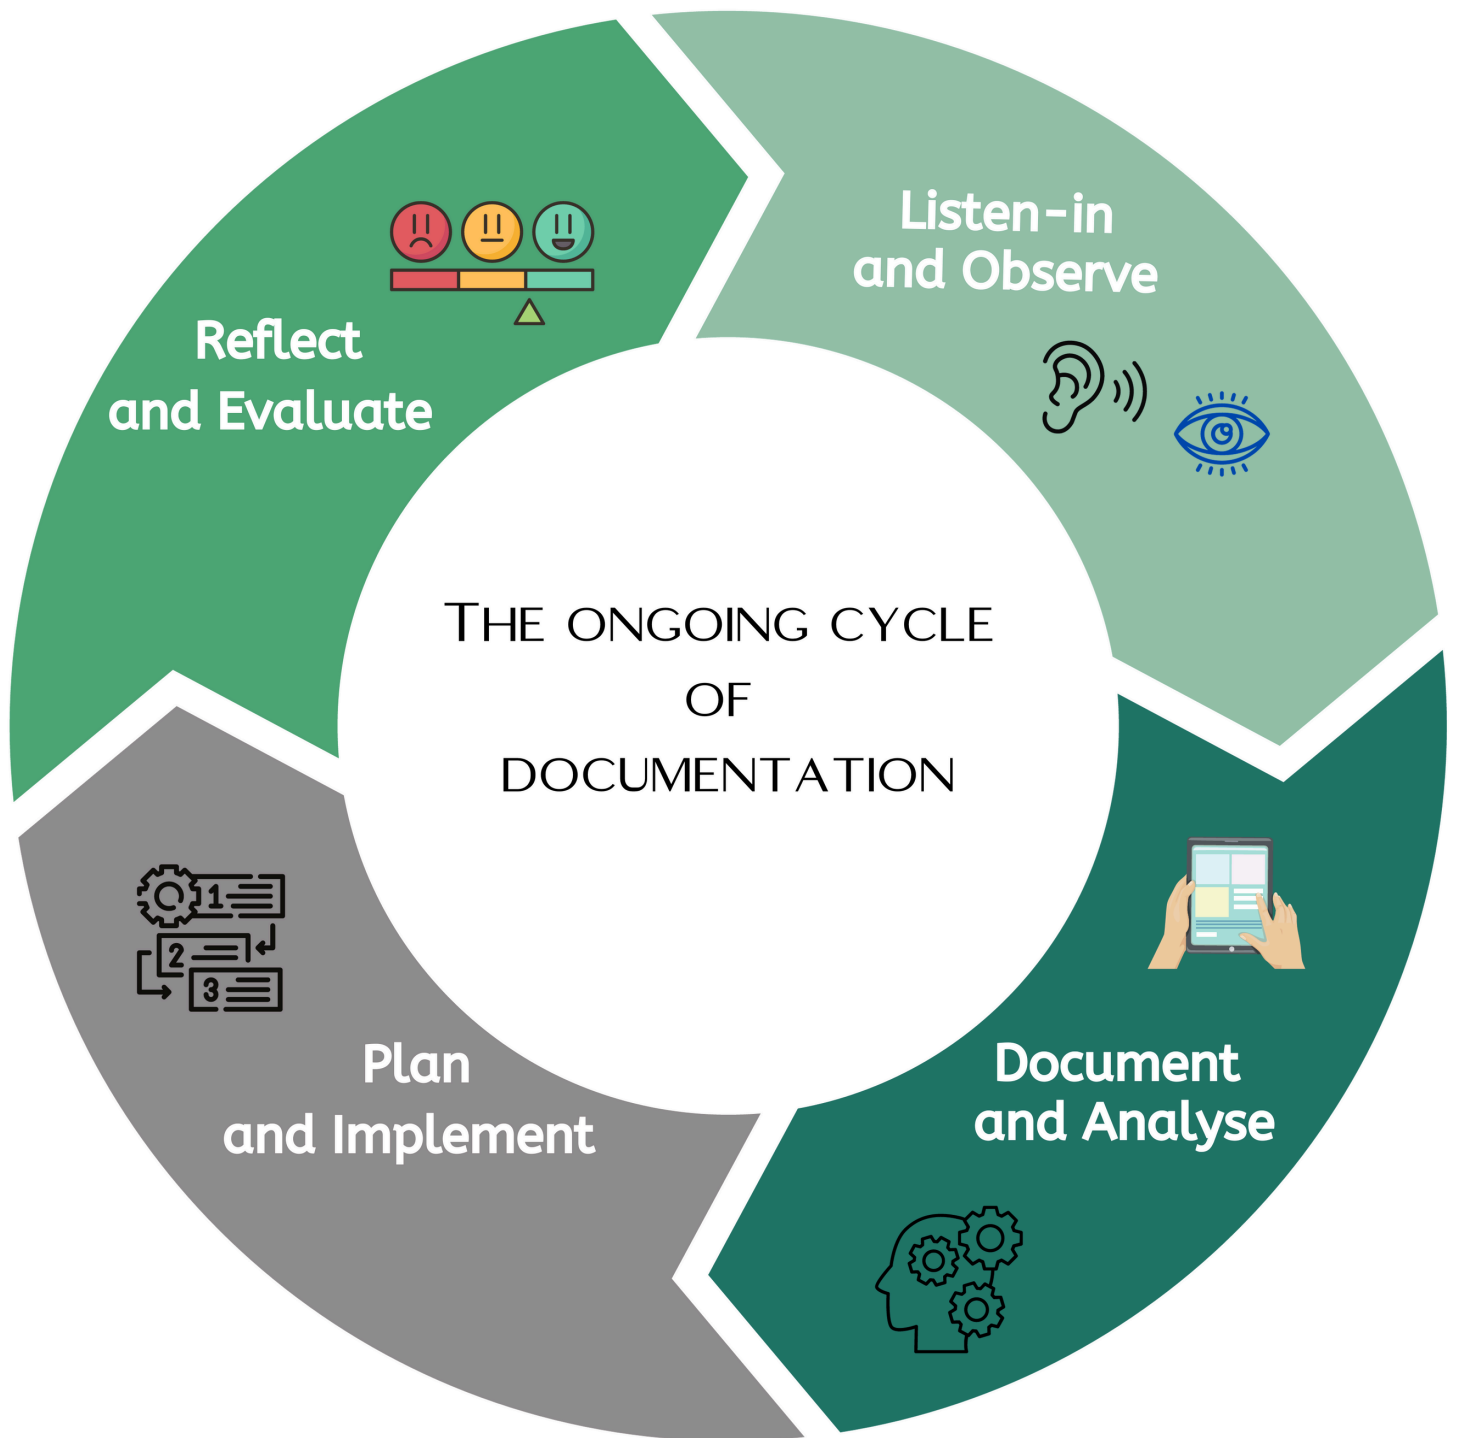 The ongoing cycle
of
documentation
Listen-in
and Observe
Document
and Analyse
Plan
and Implement
1
2
3
Reflect
and Evaluate